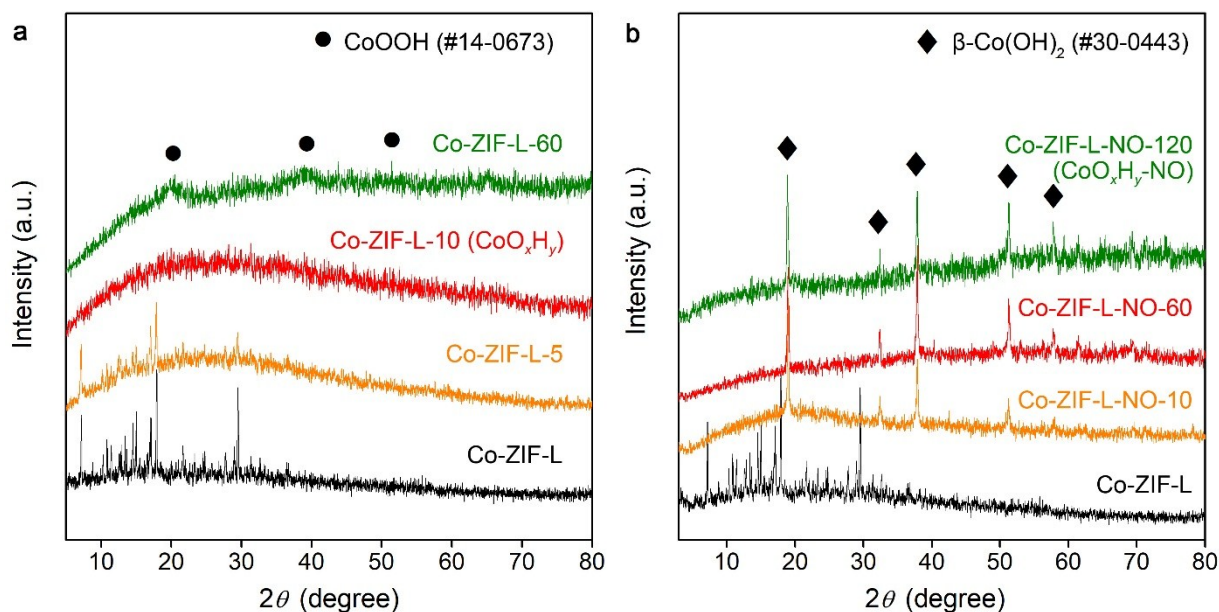 a
CoOOH (#14-0673)
Co-ZIF-L-60
Co-ZIF-L-10 (CoOₓHᵧ)
Co-ZIF-L-5
Co-ZIF-L
Intensity (a.u.)
10 20 30 40 50 60 70 80
2θ (degree)
b
β-Co(OH)₂ (#30-0443)
Co-ZIF-L-NO-120
(CoOₓHᵧ-NO)
Co-ZIF-L-NO-60
Co-ZIF-L-NO-10
Co-ZIF-L
Intensity (a.u.)
10 20 30 40 50 60 70 80
2θ (degree)